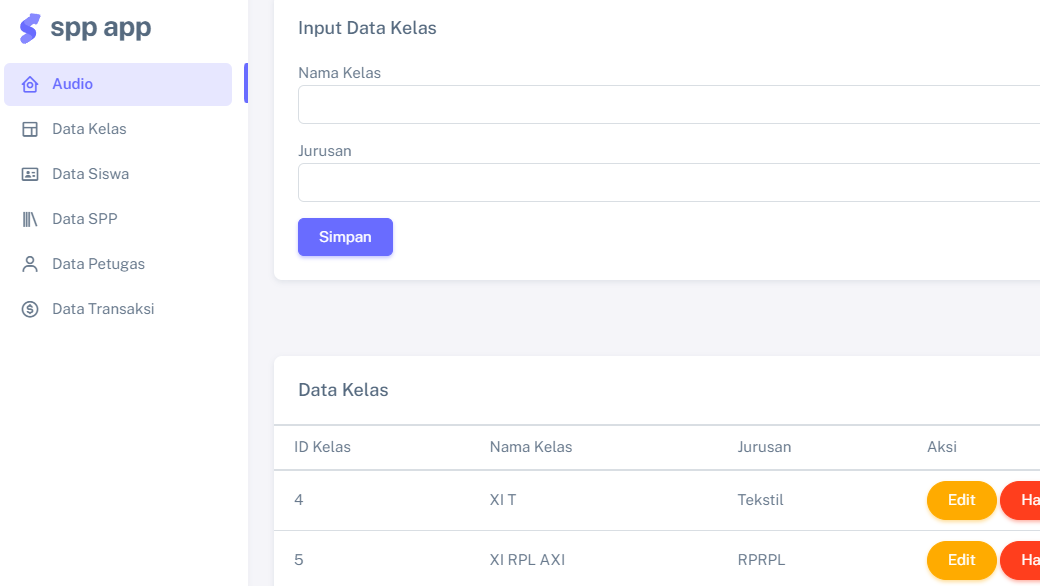 spp app
Audio
Data Kelas
Data Siswa
Data SPP
Data Petugas
Data Transaksi
Input Data Kelas
Nama Kelas
Jurusan
Simpan
Data Kelas
ID Kelas Nama Kelas Jurusan Aksi
4 XI T Tekstil Edit Ha
5 XI RPL AXI RPRPL Edit Ha